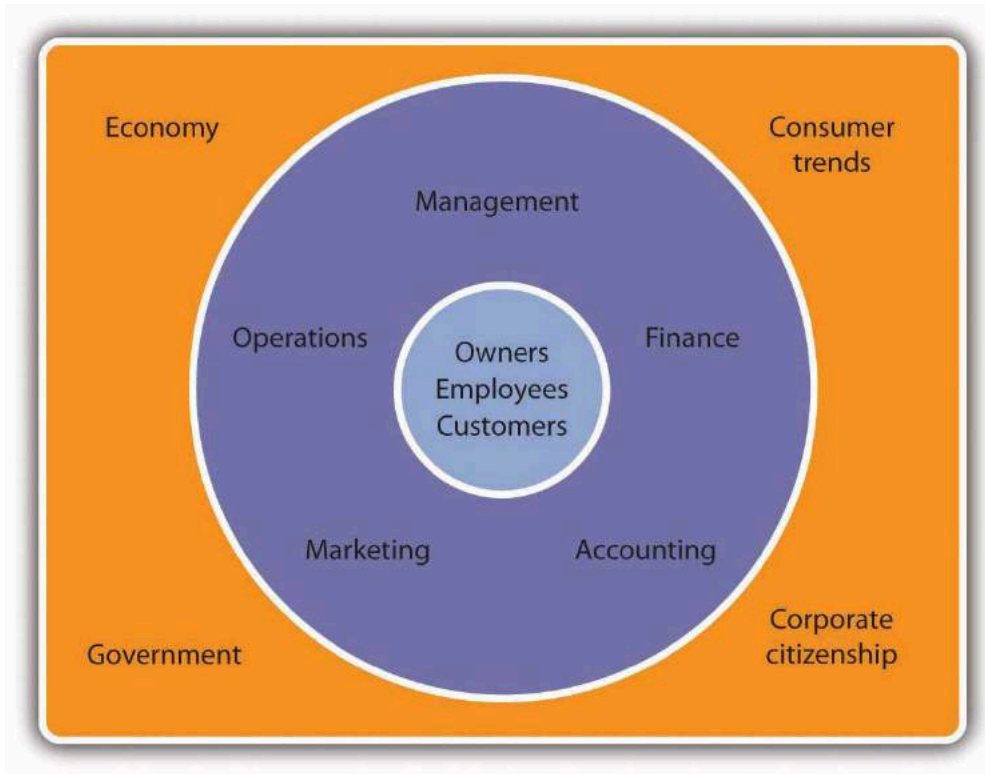 Economy
Consumer
trends
Management
Operations
Finance
Owners
Employees
Customers
Marketing
Accounting
Government
Corporate
citizenship